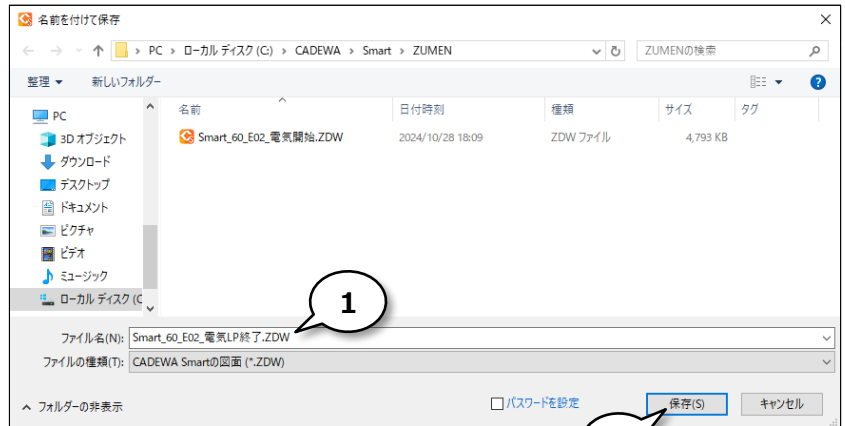 名前を付けて保存
PC > ローカル ディスク (C:) > CADEWA > Smart > ZUMEN
ZUMENの検索
整理 新しいフォルダー
名前 日付時刻 種類 サイズ タグ
Smart_60_E02_電気開始.ZDW 2024/10/28 18:09 ZDW ファイル 4,793 KB
PC
3D オブジェクト
ダウンロード
デスクトップ
ドキュメント
ピクチャ
ビデオ
ミュージック
ローカル ディスク (C
1
ファイル名(N): Smart_60_E02_電気LP終了.ZDW
ファイルの種類(T): CADEWA Smartの図面 (*.ZDW)
フォルダーの非表示
パスワードを設定
保存(S)
キャンセル